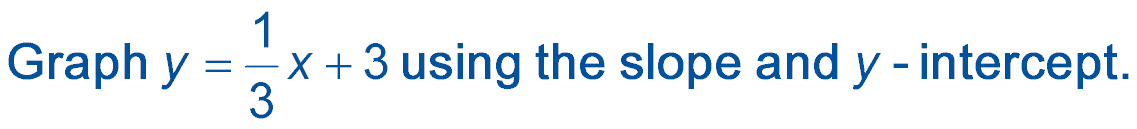 Graph y = 1/3 x + 3 using the slope and y - intercept.